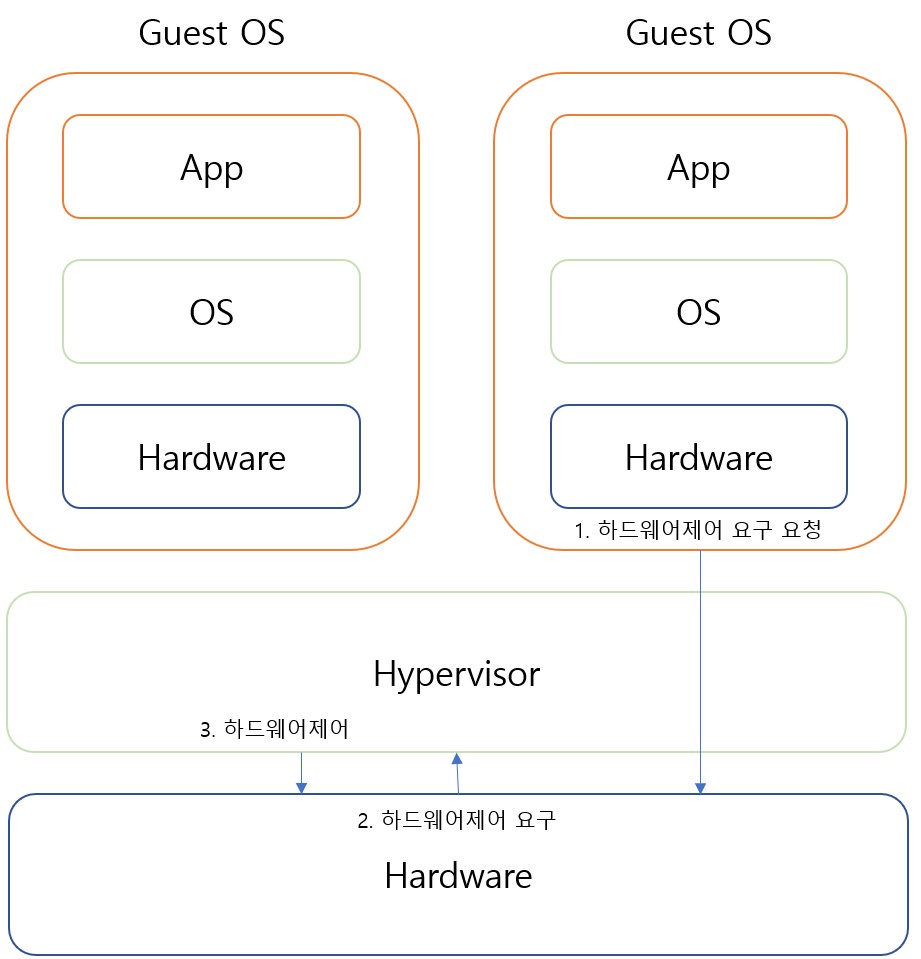 Guest OS
Guest OS
App
App
OS
OS
Hardware
Hardware
1. 하드웨어제어 요구 요청
Hypervisor
3. 하드웨어제어
2. 하드웨어제어 요구
Hardware